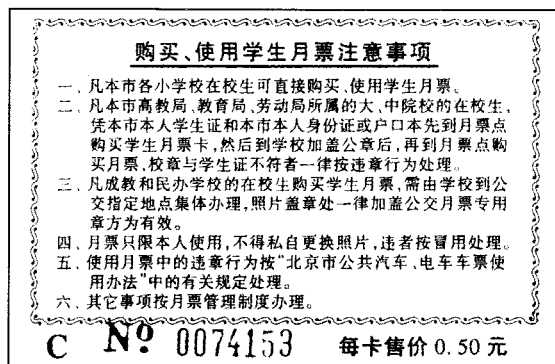 购买、使用学生月票注意事项
一、凡本市各小学校在校生可直接购买、使用学生月票。
二、凡本市高教局、教育局、劳动局所属的大、中院校的在校生，
凭本市本人学生证和本市本人身份证或户口本先到月票点
购买学生月票卡，然后到学校加盖公章后，再到月票点购
买月票，校章与学生证不符者一律按违章行为处理。
三、凡成教和民办学校的在校生购买学生月票，需由学校到公
交指定地点集体办理，照片盖章处一律加盖公交月票专用
章方为有效。
四、月票只限本人使用，不得私自更换照片，违者按冒用处理。
五、使用月票中的违章行为按“北京市公共汽车、电车车票使
用办法”中的有关规定处理。
六、其它事项按月票管理制度办理。
C № 0074153 每卡售价 0.50 元